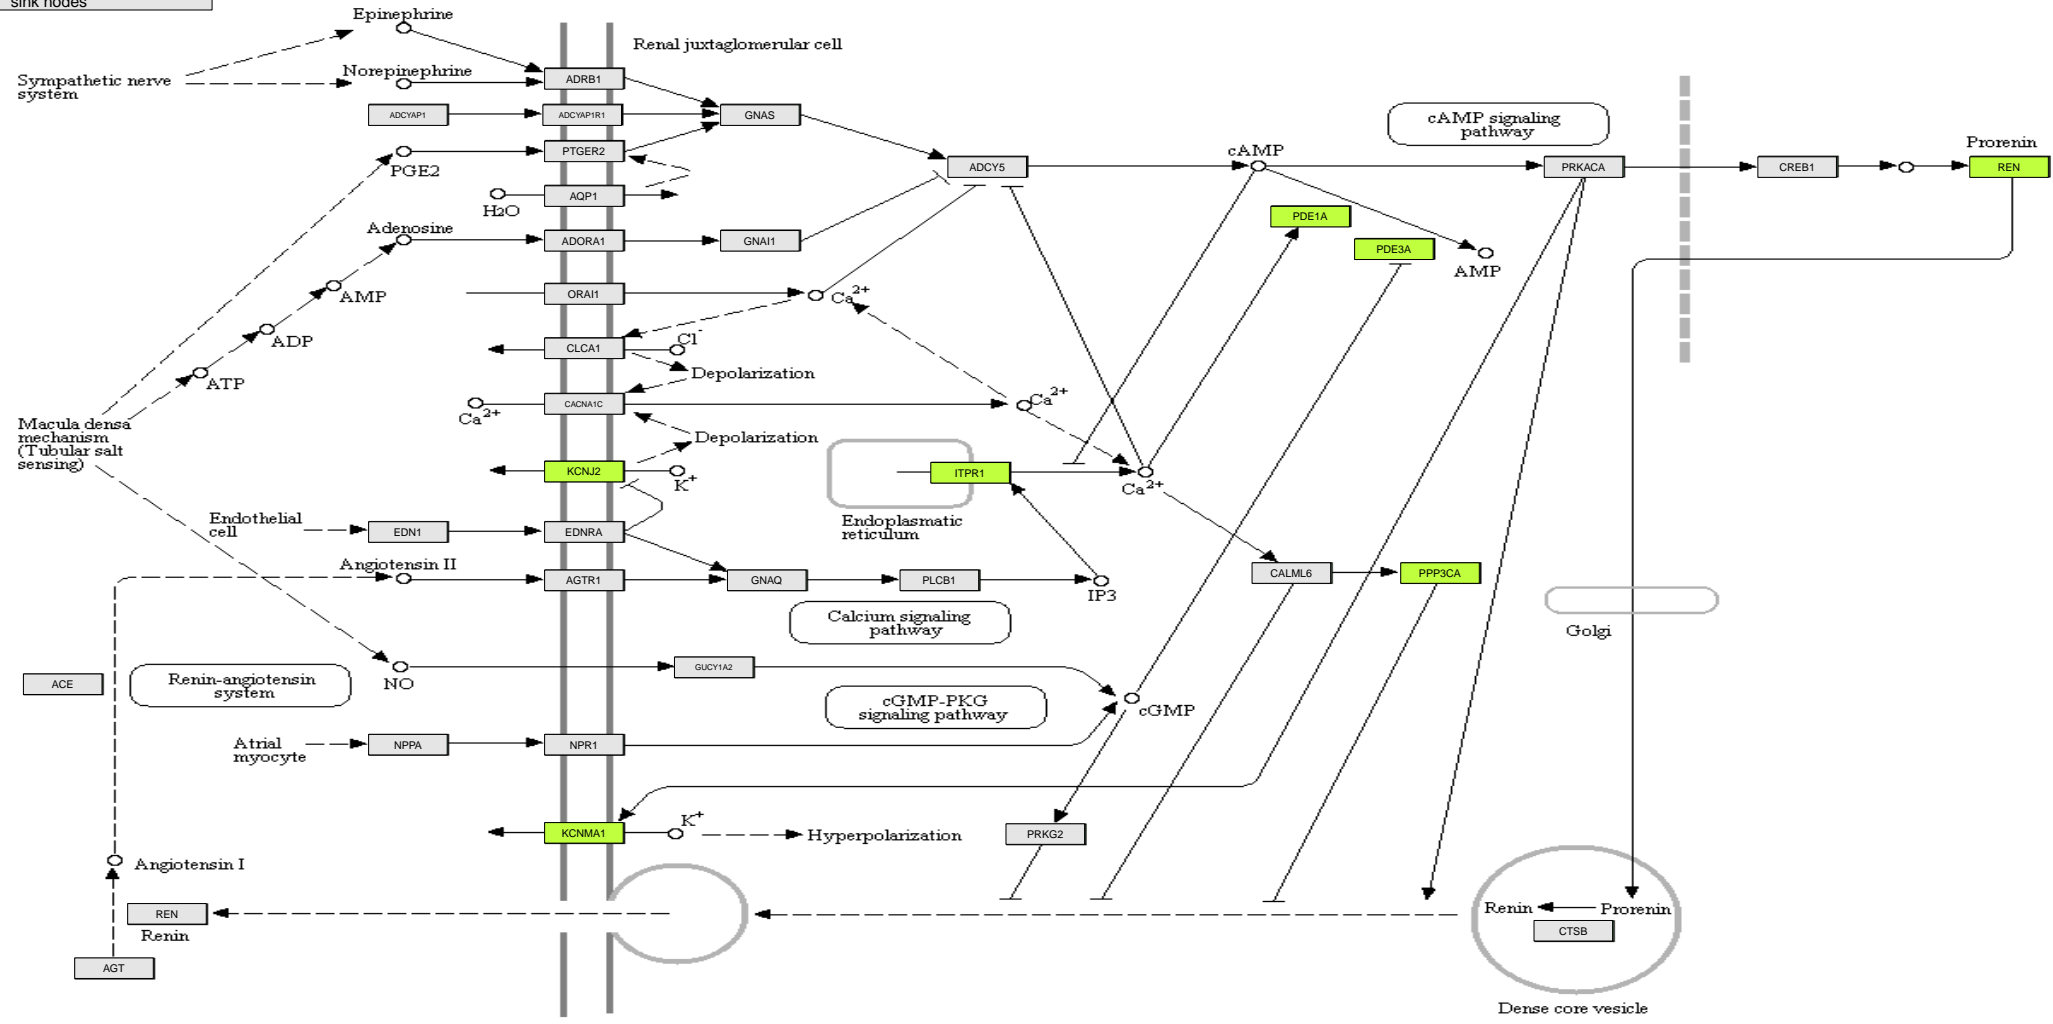 sink nodes
Epinephrine
Renal juxtaglomerular cell
Norepinephrine
ADRB1
Sympathetic nerve
system
ADCYAP1
ADCYAP1R1
GNAS
cAMP signaling
pathway
Prorenin
PTGER2
PGE2
cAMP
ADCY5
PRKACA
CREB1
REN
AQP1
H2O
PDE1A
Adenosine
ADORA1
GNAI1
PDE3A
AMP
ORAI1
Ca2+
AMP
ADP
CLCA1
Cl-
Depolarization
ATP
CACNA1C
Ca2+
Ca2+
Macula densa
mechanism
(Tubular salt
sensing)
Depolarization
KCNJ2
K+
ITPR1
Ca2+
Endoplasmatic
reticulum
Endothelial
cell
EDN1
EDNRA
Angiotensin II
AGTR1
GNAQ
PLCB1
IP3
CALML6
PPP3CA
Calcium signaling
pathway
Golgi
ACE
Renin-angiotensin
system
NO
GUCY1A2
cGMP-PKG
signaling pathway
cGMP
Atrial
myocyte
NPPA
NPR1
KCNMA1
K+
Hyperpolarization
PRKG2
Angiotensin I
REN
Renin
Renin
Prorenin
CTSB
AGT
Dense core vesicle